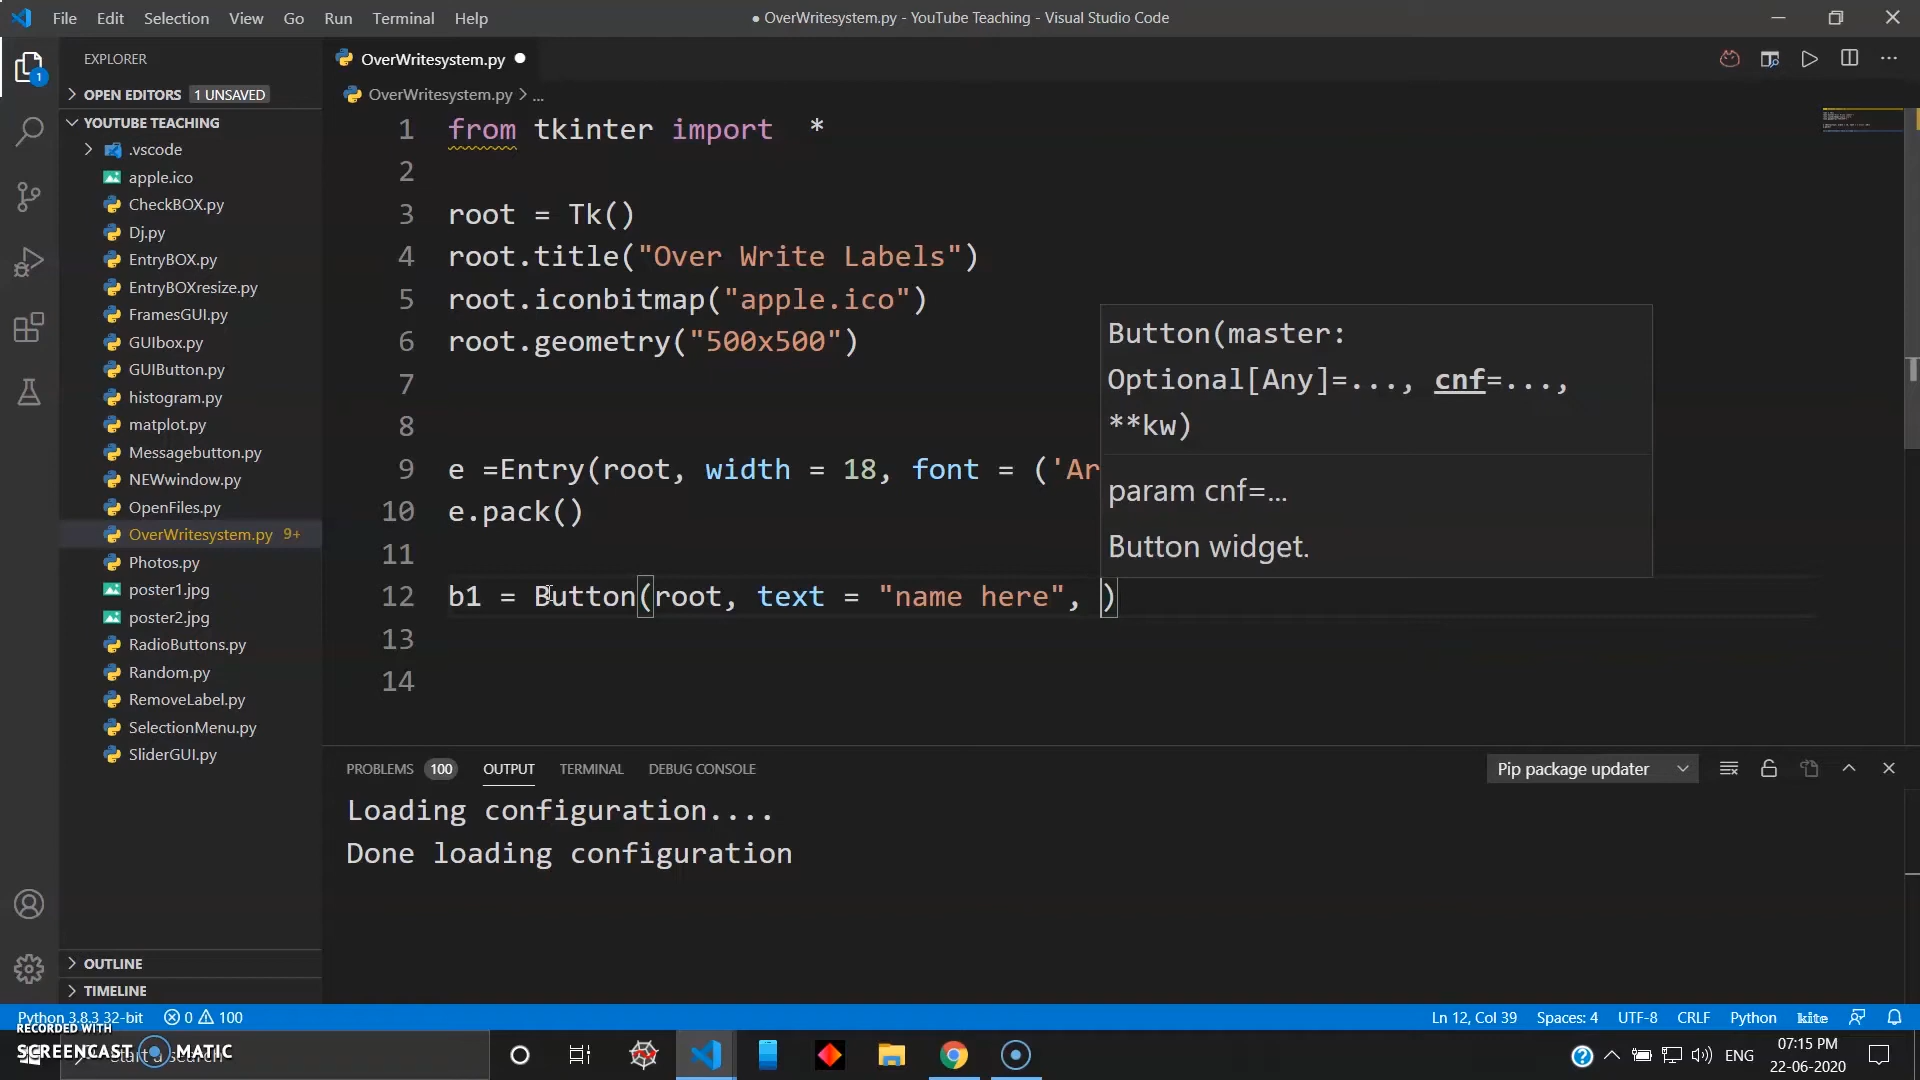 File Edit Selection View Go Run Terminal Help
● OverWritesystem.py - YouTube Teaching - Visual Studio Code
EXPLORER
OPEN EDITORS 1 UNSAVED
YOUTUBE TEACHING
.vscode
apple.ico
CheckBOX.py
Dj.py
EntryBOX.py
EntryBOXresize.py
FramesGUI.py
GUIbox.py
GUIButton.py
histogram.py
matplot.py
Messagebutton.py
NEWwindow.py
OpenFiles.py
OverWritesystem.py 9+
Photos.py
poster1.jpg
poster2.jpg
RadioButtons.py
Random.py
RemoveLabel.py
SelectionMenu.py
SliderGUI.py
OUTLINE
TIMELINE
1
OverWritesystem.py ●
OverWritesystem.py > ...
1 from tkinter import  *
2
3 root = Tk()
4 root.title("Over Write Labels")
5 root.iconbitmap("apple.ico")
6 root.geometry("500x500")
7
8
9 e =Entry(root, width = 18, font = ('Ar
10 e.pack()
11
12 b1 = Button(root, text = "name here", )
13
14
Button(master:
Optional[Any]=..., cnf=...,
**kw)
param cnf=...
Button widget.
PROBLEMS 100 OUTPUT TERMINAL DEBUG CONSOLE
Pip package updater
Loading configuration....
Done loading configuration
Python 3.8.3 32-bit 0 100
Ln 12, Col 39 Spaces: 4 UTF-8 CRLF Python kite
RECORDED WITH
SCREENCAST MATIC
ENG
07:15 PM
22-06-2020